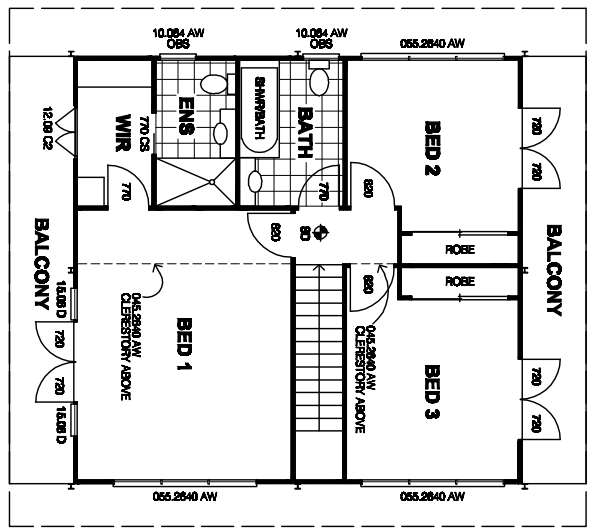 10.064 AW
OBS
10.064 AW
OBS
055.2640 AW
12.09 C2
WIR
770 CS
ENS
SHWR/BATH
BATH
BED 2
720
720
770
770
820
820
SD
ROBE
ROBE
BALCONY
BALCONY
15.06 D
720
720
15.06 D
045.2640 AW
CLERESTORY ABOVE
BED 1
820
045.2640 AW
CLERESTORY ABOVE
BED 3
720
720
055.2640 AW
055.2640 AW